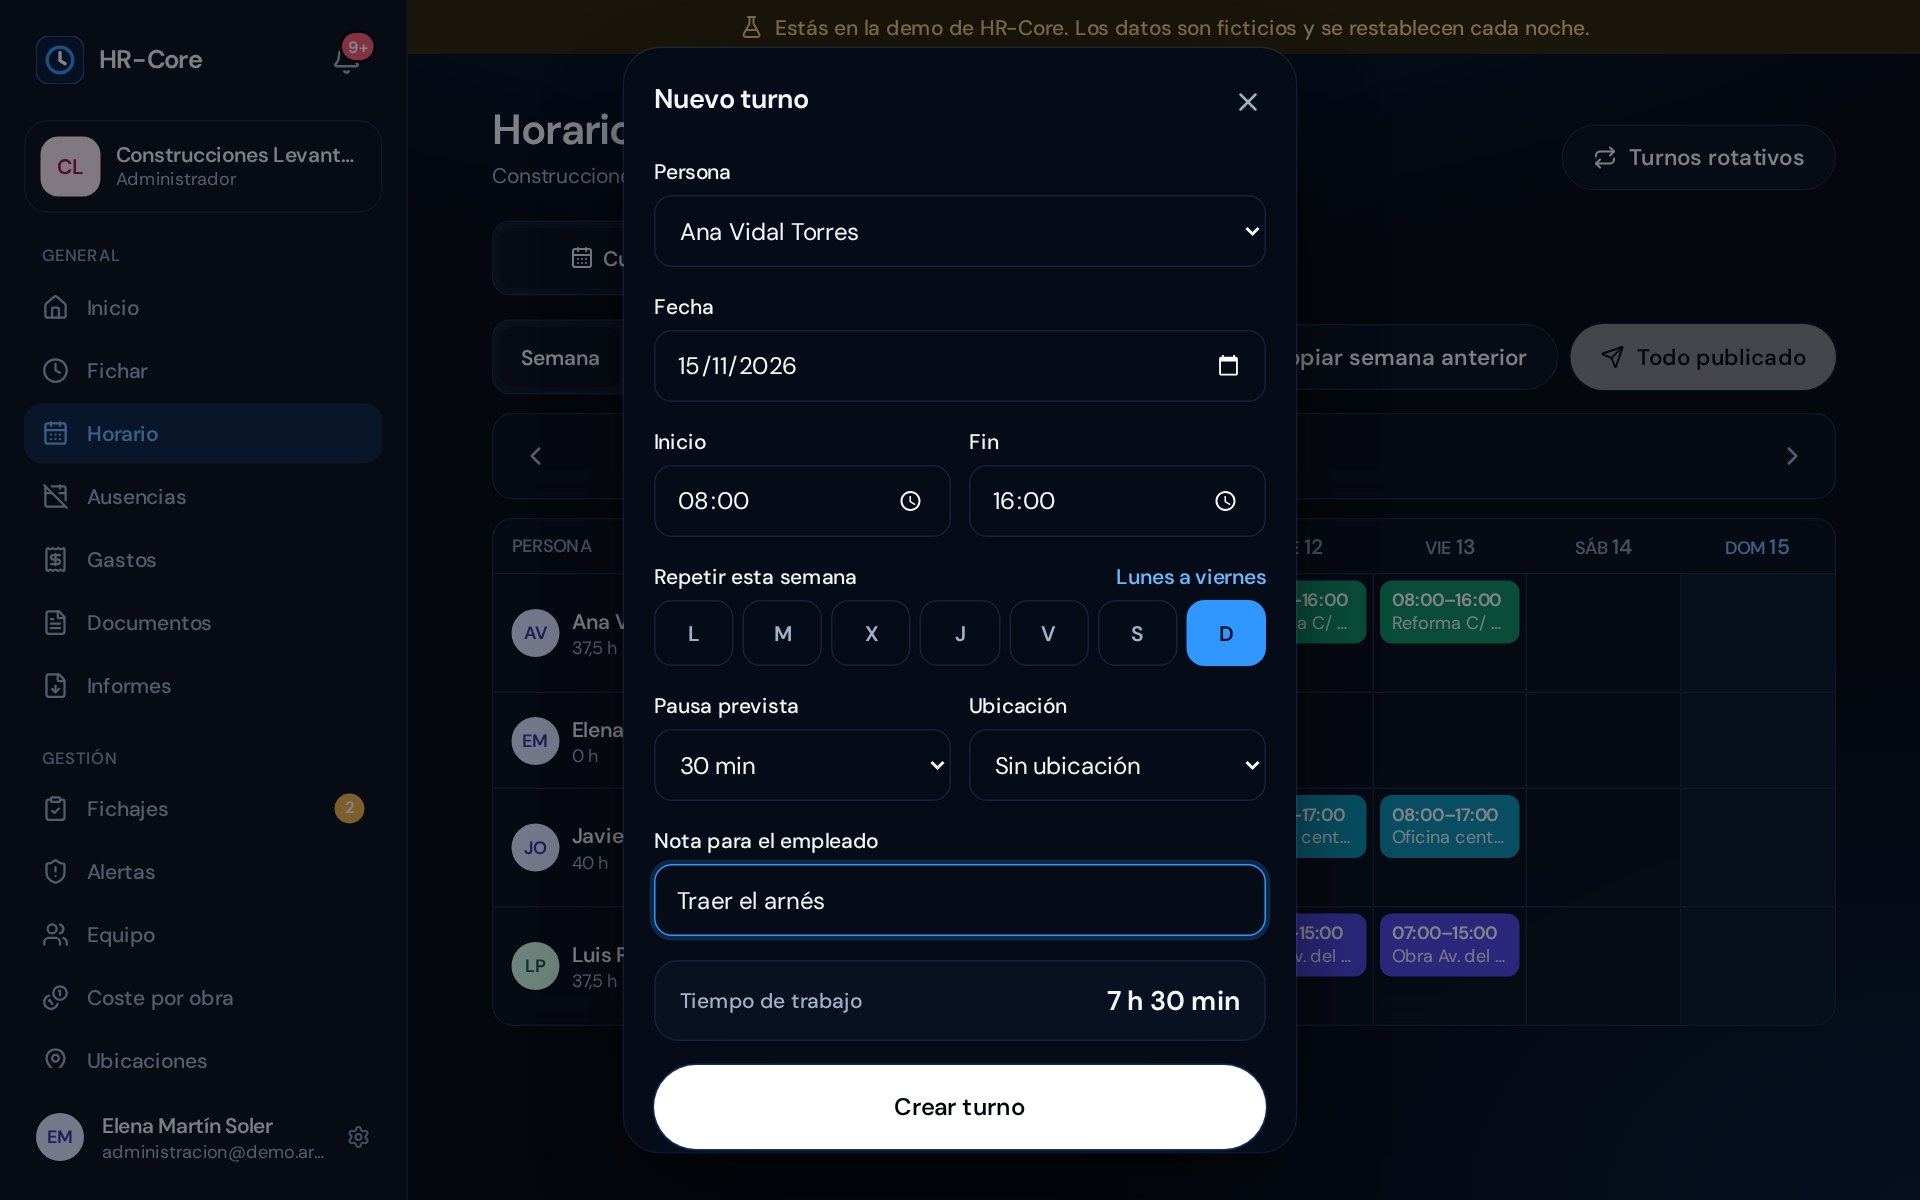 Estás en la demo de HR-Core. Los datos son ficticios y se restablecen cada noche.
HR-Core
9+
CL
Construcciones Levant...
Administrador
GENERAL
Inicio
Fichar
Horario
Ausencias
Gastos
Documentos
Informes
GESTIÓN
Fichajes
2
Alertas
Equipo
Coste por obra
Ubicaciones
EM
Elena Martín Soler
administracion@demo.ar...
Turnos rotativos
Semana
semana anterior
Todo publicado
PERSONA
12
VIE 13
SÁB 14
DOM 15
AV
Ana
37,5 h
16:00
C/ ...
08:00–16:00
Reforma C/ ...
EM
Elena
0 h
JO
40 h
17:00
cent...
08:00–17:00
Oficina cent...
LP
Luis
37,5 h
15:00
del ...
07:00–15:00
Obra Av. del ...
Nuevo turno
Persona
Ana Vidal Torres
Fecha
15/11/2026
Inicio
Fin
08:00
16:00
Repetir esta semana
Lunes a viernes
L M X J V S D
Pausa prevista
Ubicación
30 min
Sin ubicación
Nota para el empleado
Traer el arnés
Tiempo de trabajo
7 h 30 min
Crear turno